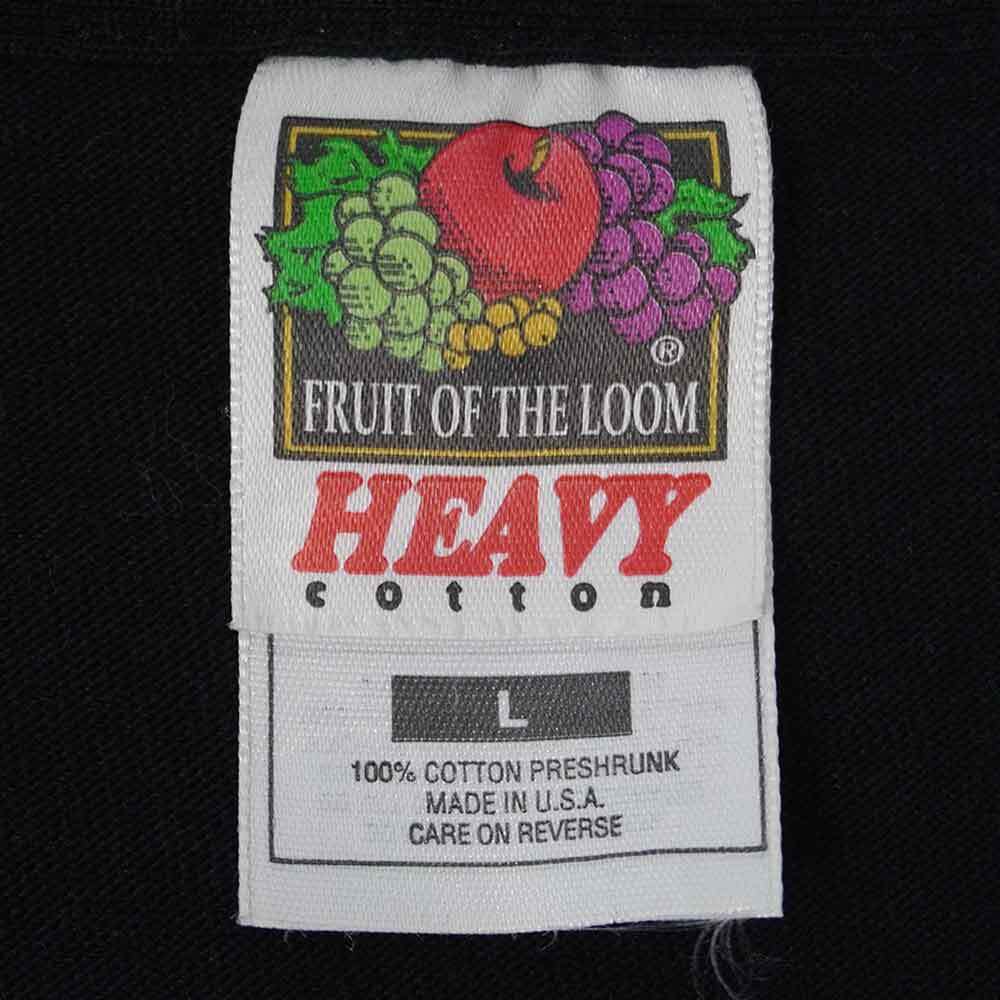 ®
FRUIT OF THE LOOM
HEAVY
cotton
L
100% COTTON PRESHRUNK
MADE IN U.S.A.
CARE ON REVERSE